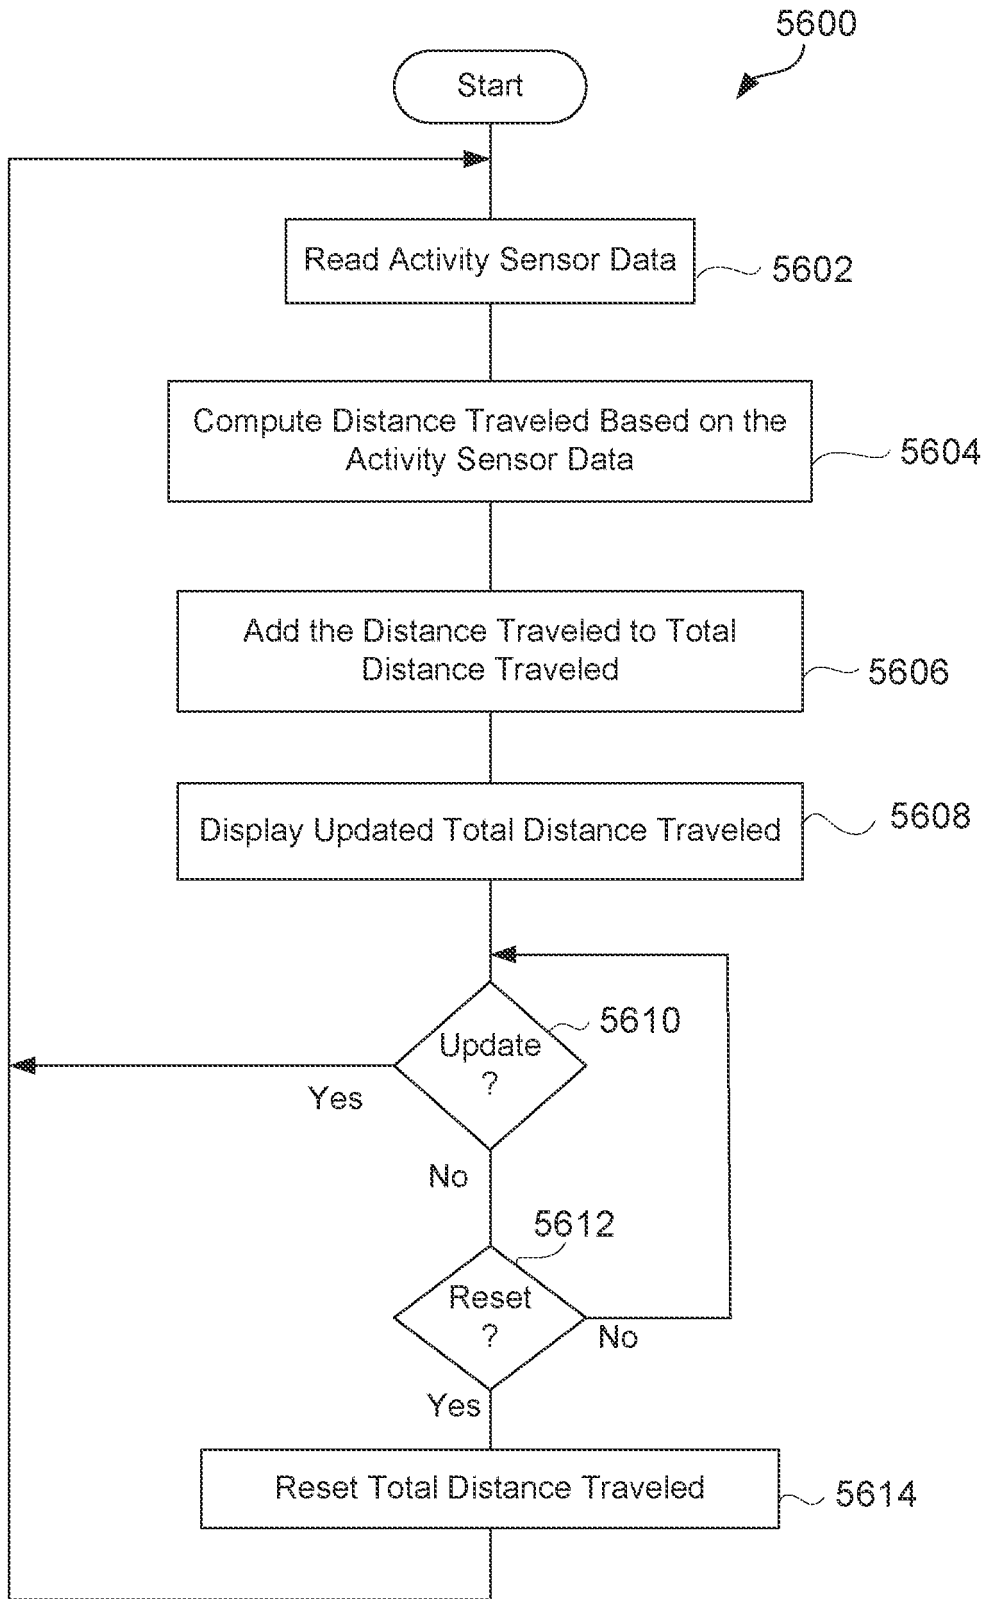 5600
Start
Read Activity Sensor Data
5602
Compute Distance Traveled Based on the
Activity Sensor Data
5604
Add the Distance Traveled to Total
Distance Traveled
5606
Display Updated Total Distance Traveled
5608
Update
?
5610
Yes
No
5612
Reset
?
No
Yes
Reset Total Distance Traveled
5614